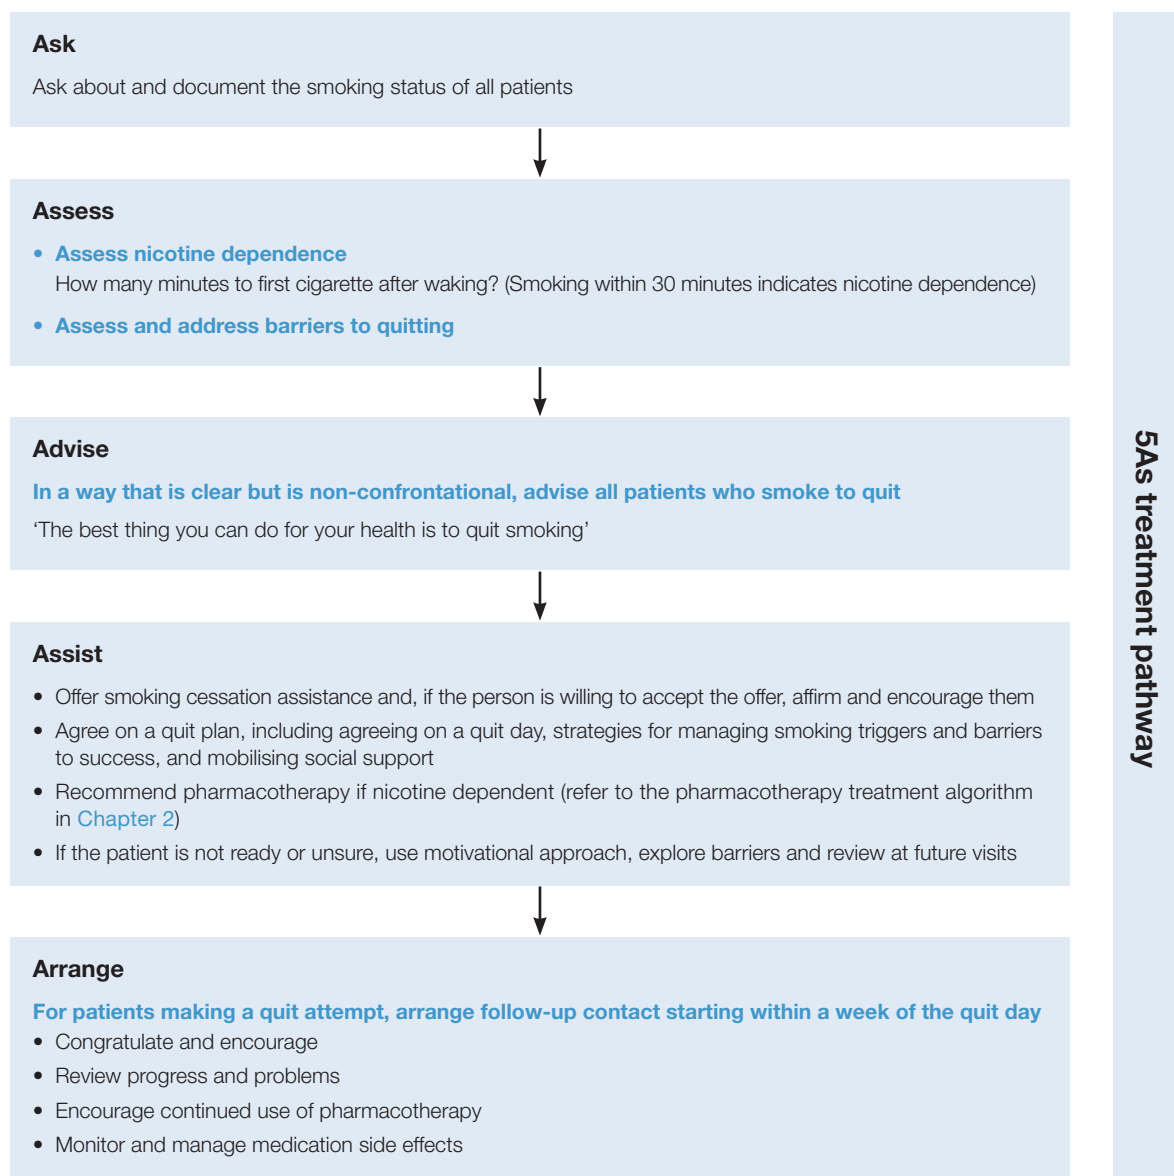 Ask
Ask about and document the smoking status of all patients
Assess
• Assess nicotine dependence
How many minutes to first cigarette after waking? (Smoking within 30 minutes indicates nicotine dependence)
• Assess and address barriers to quitting
Advise
In a way that is clear but is non-confrontational, advise all patients who smoke to quit
‘The best thing you can do for your health is to quit smoking’
Assist
• Offer smoking cessation assistance and, if the person is willing to accept the offer, affirm and encourage them
• Agree on a quit plan, including agreeing on a quit day, strategies for managing smoking triggers and barriers
to success, and mobilising social support
• Recommend pharmacotherapy if nicotine dependent (refer to the pharmacotherapy treatment algorithm
in Chapter 2)
• If the patient is not ready or unsure, use motivational approach, explore barriers and review at future visits
Arrange
For patients making a quit attempt, arrange follow-up contact starting within a week of the quit day
• Congratulate and encourage
• Review progress and problems
• Encourage continued use of pharmacotherapy
• Monitor and manage medication side effects
5As treatment pathway